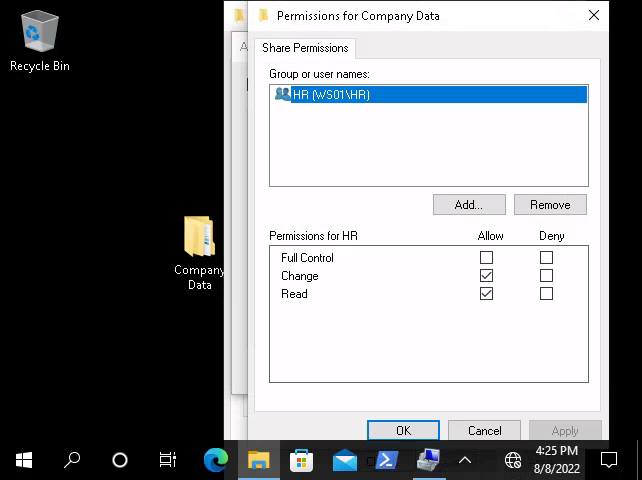 Permissions for Company Data
Recycle Bin
Share Permissions
Group or user names:
HR (WS01\HR)
Add...
Remove
Permissions for HR
Allow
Deny
Full Control
Change
Read
Company
Data
OK
Cancel
Apply
4:25 PM
8/8/2022